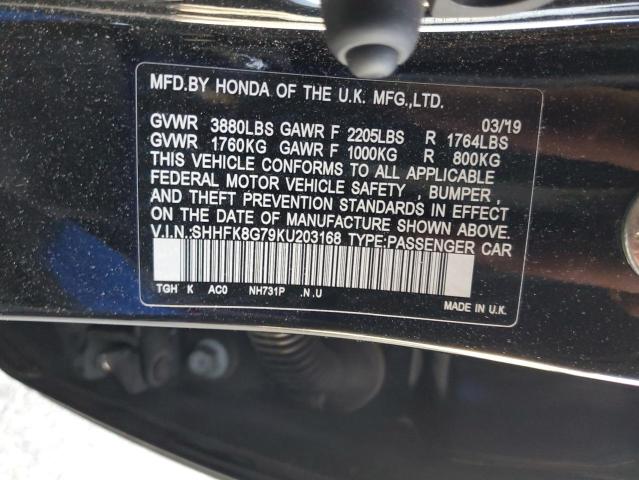 MFD.BY HONDA OF THE U.K. MFG.,LTD.
03/19
GVWR 3880LBS GAWR F 2205LBS R 1764LBS
GVWR 1760KG GAWR F 1000KG R 800KG
THIS VEHICLE CONFORMS TO ALL APPLICABLE
FEDERAL MOTOR VEHICLE SAFETY , BUMPER ,
AND THEFT PREVENTION STANDARDS IN EFFECT
ON THE DATE OF MANUFACTURE SHOWN ABOVE.
V.I.N.:SHHFK8G79KU203168 TYPE:PASSENGER CAR
TGH K AC0 NH731P .N.U
MADE IN U.K.